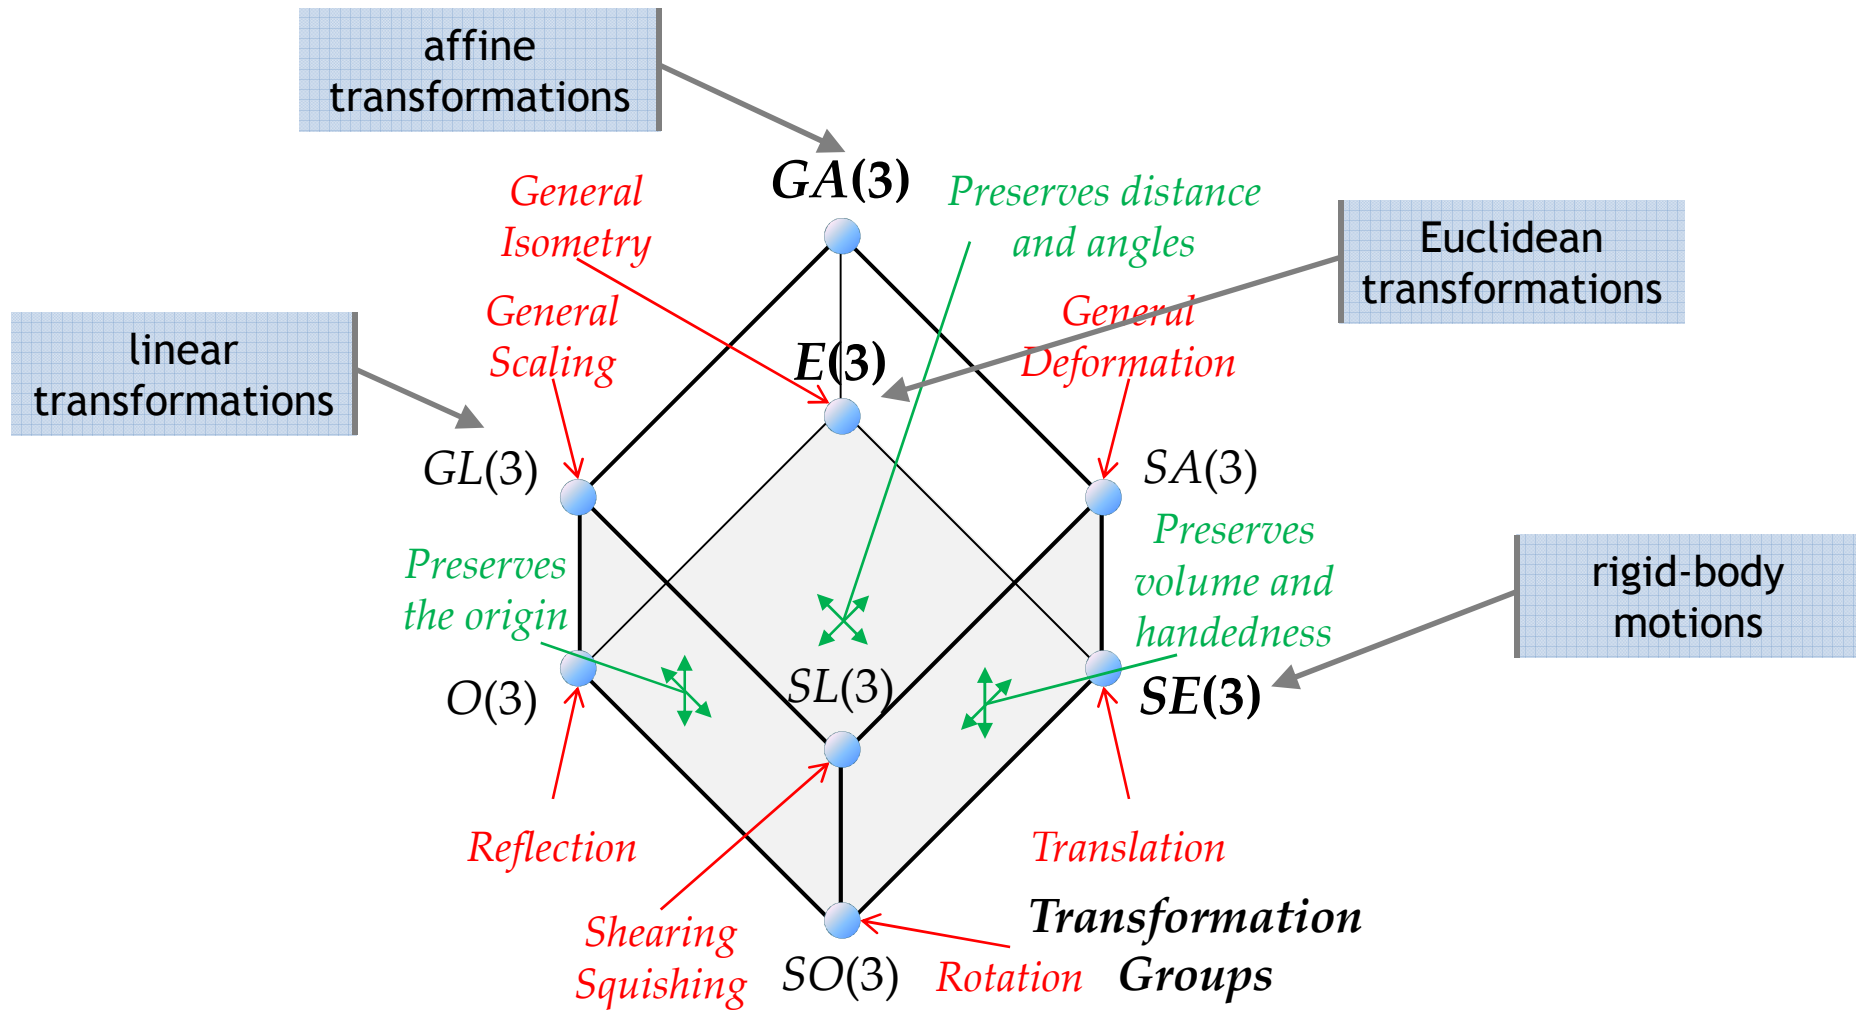 affine
transformations
GA(3)
General
Isometry
Preserves distance
and angles
Euclidean
transformations
General
Scaling
General
Deformation
E(3)
linear
transformations
GL(3)
SA(3)
Preserves
the origin
Preserves
volume and
handedness
rigid-body
motions
O(3)
SL(3)
SE(3)
Reflection
Translation
Shearing
Squishing
SO(3)
Rotation
Transformation
Groups